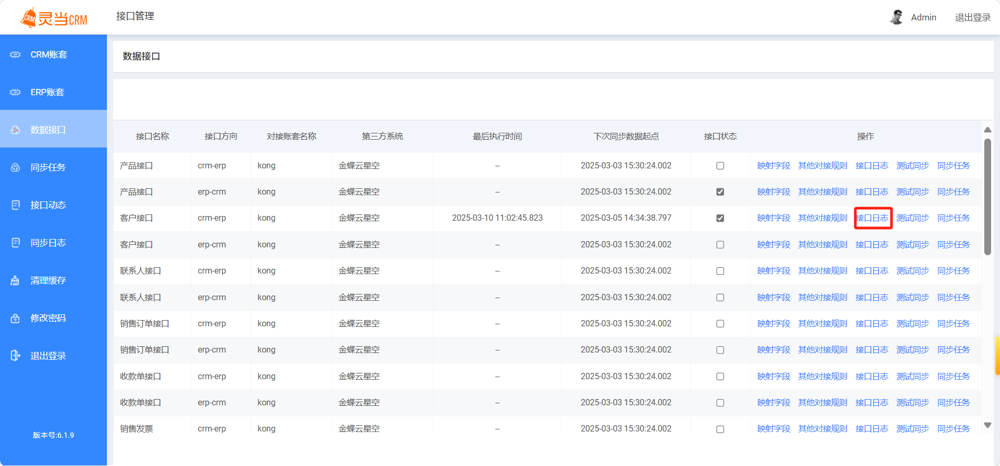 CRM 灵当CRM 接口管理 Admin 退出登录
CRM账套
ERP账套
数据接口
同步任务
接口动态
同步日志
清理缓存
修改密码
退出登录
版本号:6.1.9
数据接口
接口名称 接口方向 对接账套名称 第三方系统 最后执行时间 下次同步数据起点 接口状态 操作
产品接口 crm-erp kong 金蝶云星空 -- 2025-03-03 15:30:24.002 映射字段 其他对接规则 接口日志 测试同步 同步任务
产品接口 erp-crm kong 金蝶云星空 -- 2025-03-03 15:30:24.002 映射字段 其他对接规则 接口日志 测试同步 同步任务
客户接口 crm-erp kong 金蝶云星空 2025-03-10 11:02:45.823 2025-03-05 14:34:38.797 映射字段 其他对接规则 接口日志 测试同步 同步任务
客户接口 erp-crm kong 金蝶云星空 -- 2025-03-03 15:30:24.002 映射字段 其他对接规则 接口日志 测试同步 同步任务
联系人接口 crm-erp kong 金蝶云星空 -- 2025-03-03 15:30:24.002 映射字段 其他对接规则 接口日志 测试同步 同步任务
联系人接口 erp-crm kong 金蝶云星空 -- 2025-03-03 15:30:24.002 映射字段 其他对接规则 接口日志 测试同步 同步任务
销售订单接口 crm-erp kong 金蝶云星空 -- 2025-03-03 15:30:24.002 映射字段 其他对接规则 接口日志 测试同步 同步任务
销售订单接口 erp-crm kong 金蝶云星空 -- 2025-03-03 15:30:24.002 映射字段 其他对接规则 接口日志 测试同步 同步任务
收款单接口 crm-erp kong 金蝶云星空 -- 2025-03-03 15:30:24.002 映射字段 其他对接规则 接口日志 测试同步 同步任务
收款单接口 erp-crm kong 金蝶云星空 -- 2025-03-03 15:30:24.002 映射字段 其他对接规则 接口日志 测试同步 同步任务
销售发票 crm-erp kong 金蝶云星空 -- 2025-03-03 15:30:24.002 映射字段 其他对接规则 接口日志 测试同步 同步任务